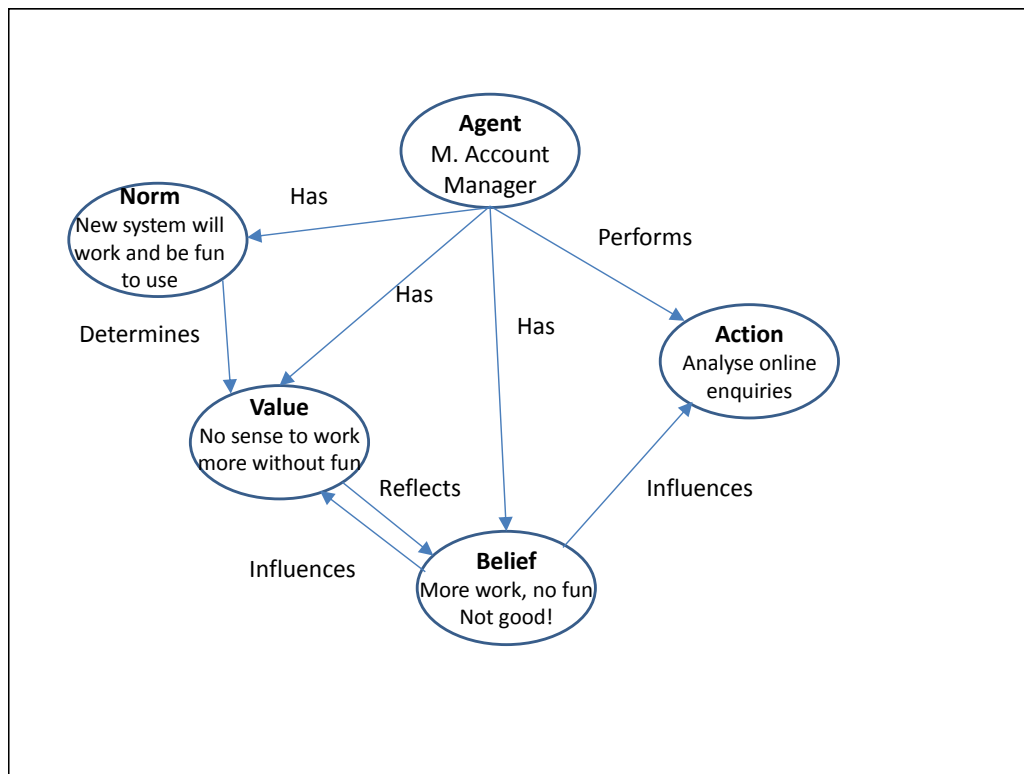 Agent
M. Account
Manager
Has
Norm
New system will
work and be fun
to use
Performs
Has
Has
Determines
Action
Analyse online
enquiries
Value
No sense to work
more without fun
Reflects
Influences
Influences
Belief
More work, no fun
Not good!